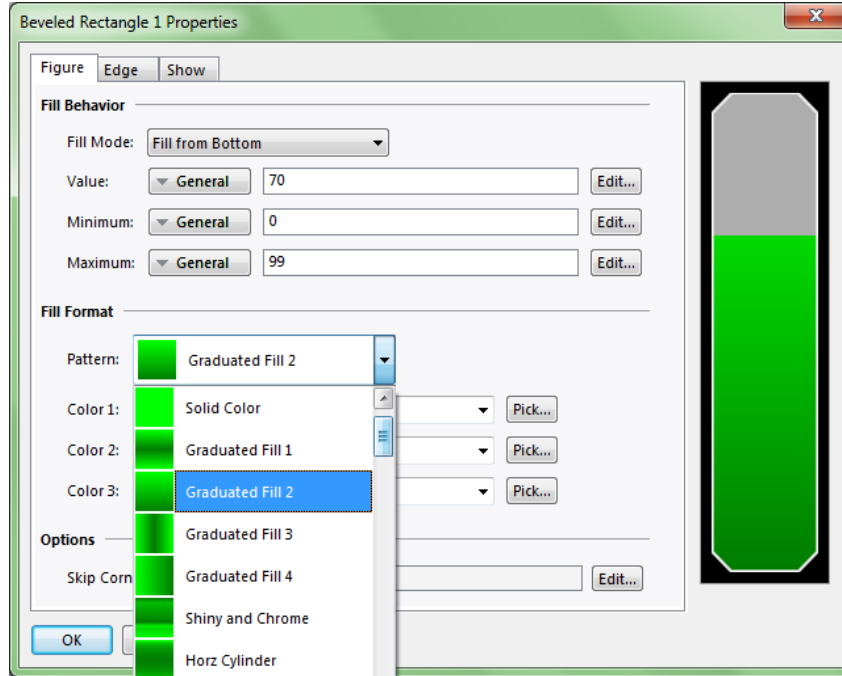 Beveled Rectangle 1 Properties
x
Figure Edge Show
Fill Behavior
Fill Mode: Fill from Bottom
Value: General 70 Edit...
Minimum: General 0 Edit...
Maximum: General 99 Edit...
Fill Format
Pattern: Graduated Fill 2
Color 1: Solid Color Pick...
Color 2: Graduated Fill 1 Pick...
Color 3: Graduated Fill 2 Pick...
Graduated Fill 3
Options
Skip Corn Graduated Fill 4 Edit...
Shiny and Chrome
OK
Horz Cylinder